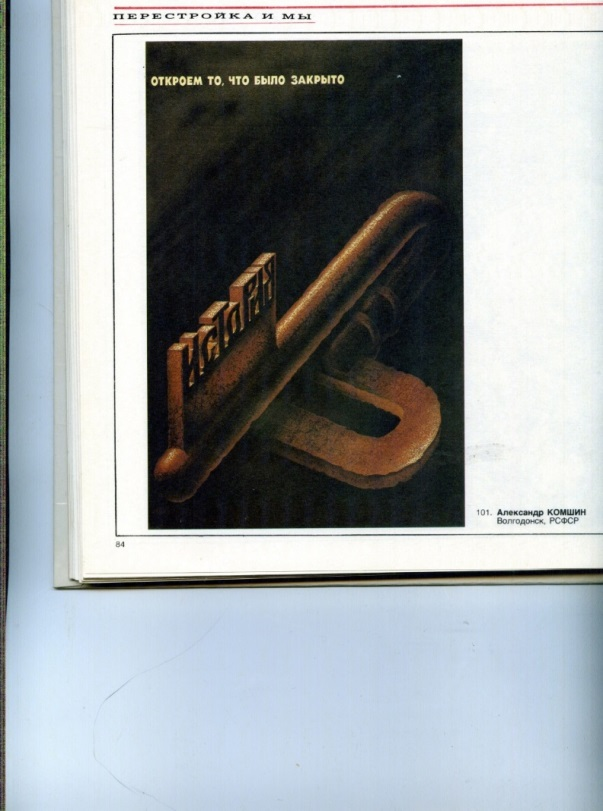 ПЕРЕСТРОЙКА И МЫ
ОТКРОЕМ ТО, ЧТО БЫЛО ЗАКРЫТО
ИСТОРИЯ
101. Александр КОМШИН
Волгодонск, РСФСР
84